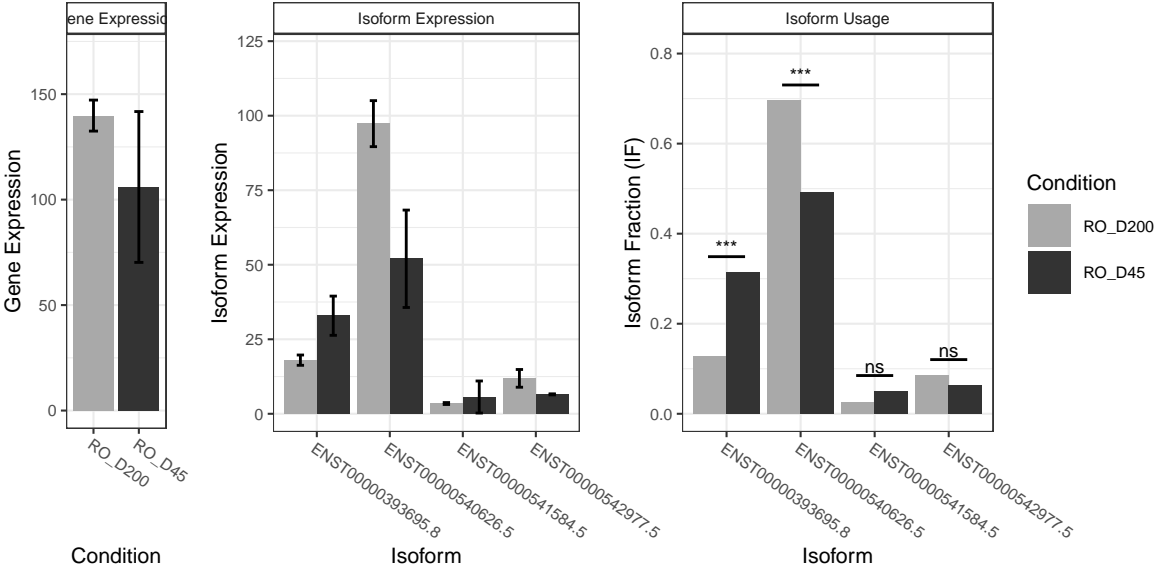 ene Expressio
Gene Expression
150
100
50
0
RO_D200
RO_D45
Condition
Isoform Expression
Isoform Expression
125
100
75
50
25
0
ENST00000393695.8
ENST00000540626.5
ENST00000541584.5
ENST00000542977.5
Isoform
Isoform Usage
Isoform Fraction (IF)
0.8
0.6
0.4
0.2
0.0
***
***
ns
ns
ENST00000393695.8
ENST00000540626.5
ENST00000541584.5
ENST00000542977.5
Isoform
Condition
RO_D200
RO_D45